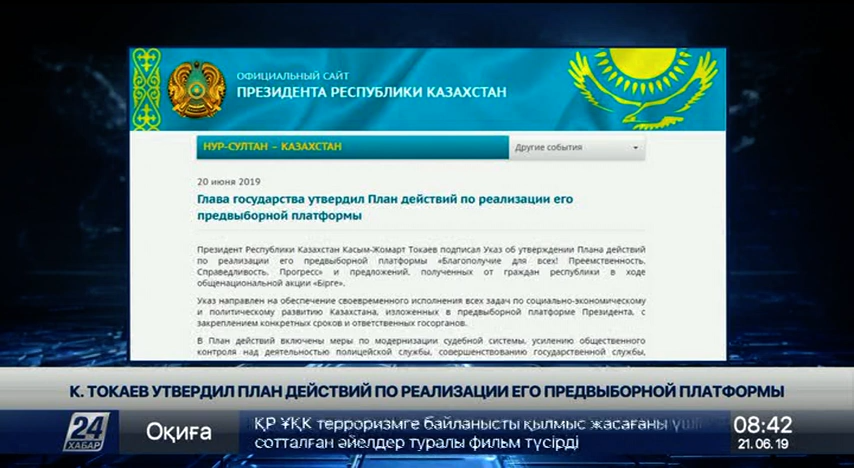 ОФИЦИАЛЬНЫЙ САЙТ
ПРЕЗИДЕНТА РЕСПУБЛИКИ КАЗАХСТАН
НУР-СУЛТАН – КАЗАХСТАН
Другие события
20 июня 2019
Глава государства утвердил План действий по реализации его
предвыборной платформы
Президент Республики Казахстан Касым-Жомарт Токаев подписал Указ об утверждении Плана действий
по реализации его предвыборной платформы «Благополучие для всех! Преемственность.
Справедливость. Прогресс» и предложений, полученных от граждан республики в ходе
общенациональной акции «Бірге».
Указ направлен на обеспечение своевременного исполнения всех задач по социально-экономическому
и политическому развитию Казахстана, изложенных в предвыборной платформе Президента, с
закреплением конкретных сроков и ответственных госорганов.
В План действий включены меры по модернизации судебной системы, усилению общественного
контроля над деятельностью полицейской службы, совершенствованию государственной службы,
К. ТОКАЕВ УТВЕРДИЛ ПЛАН ДЕЙСТВИЙ ПО РЕАЛИЗАЦИИ ЕГО ПРЕДВЫБОРНОЙ ПЛАТФОРМЫ
24
ХАБАР
Оқиға
ҚР ҰҚК терроризмге байланысты қылмыс жасағаны үшін
сотталған әйелдер туралы фильм түсірді
08:42
21.06.19